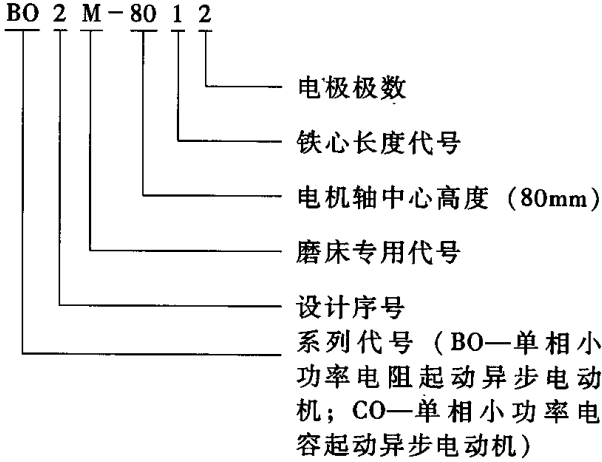 BO 2 M-80 1 2
电极极数
铁心长度代号
电机轴中心高度 (80mm)
磨床专用代号
设计序号
系列代号 (BO—单相小
功率电阻起动异步电动
机; CO—单相小功率电
容起动异步电动机)